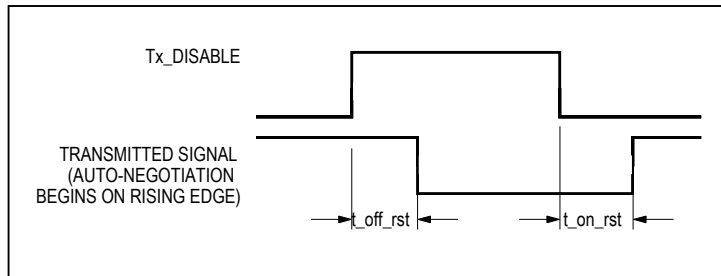 Tx_DISABLE
TRANSMITTED SIGNAL
(AUTO-NEGOTIATION
BEGINS ON RISING EDGE)
t_off_rst
t_on_rst